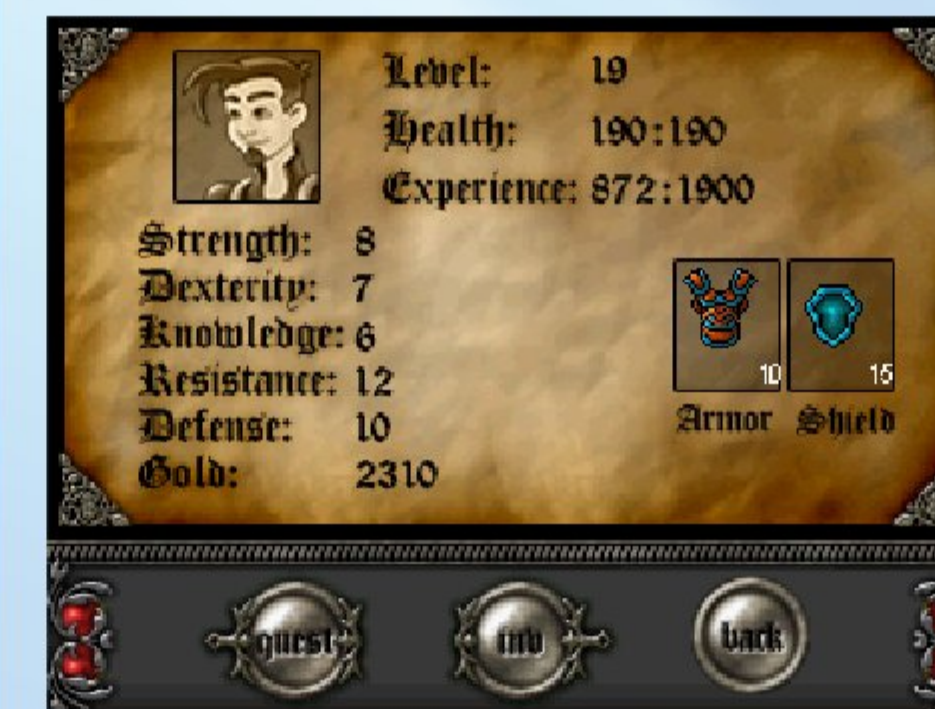 Level: 19
Health: 190:190
Experience: 872:1900
Strength: 8
Dexterity: 7
Knowledge: 6
Resistance: 12
Defense: 10
Gold: 2310
10 15
Armor Shield
quest inv back